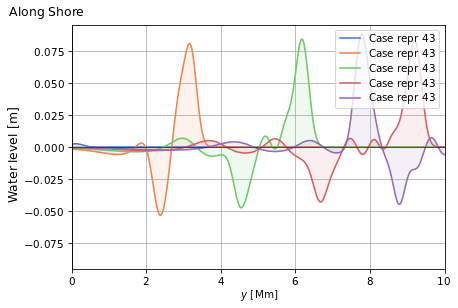 Along Shore
Case repr 43
Case repr 43
Case repr 43
Case repr 43
Case repr 43
Water level [m]
0.075
0.050
0.025
0.000
−0.025
−0.050
−0.075
0 2 4 6 8 10
y [Mm]